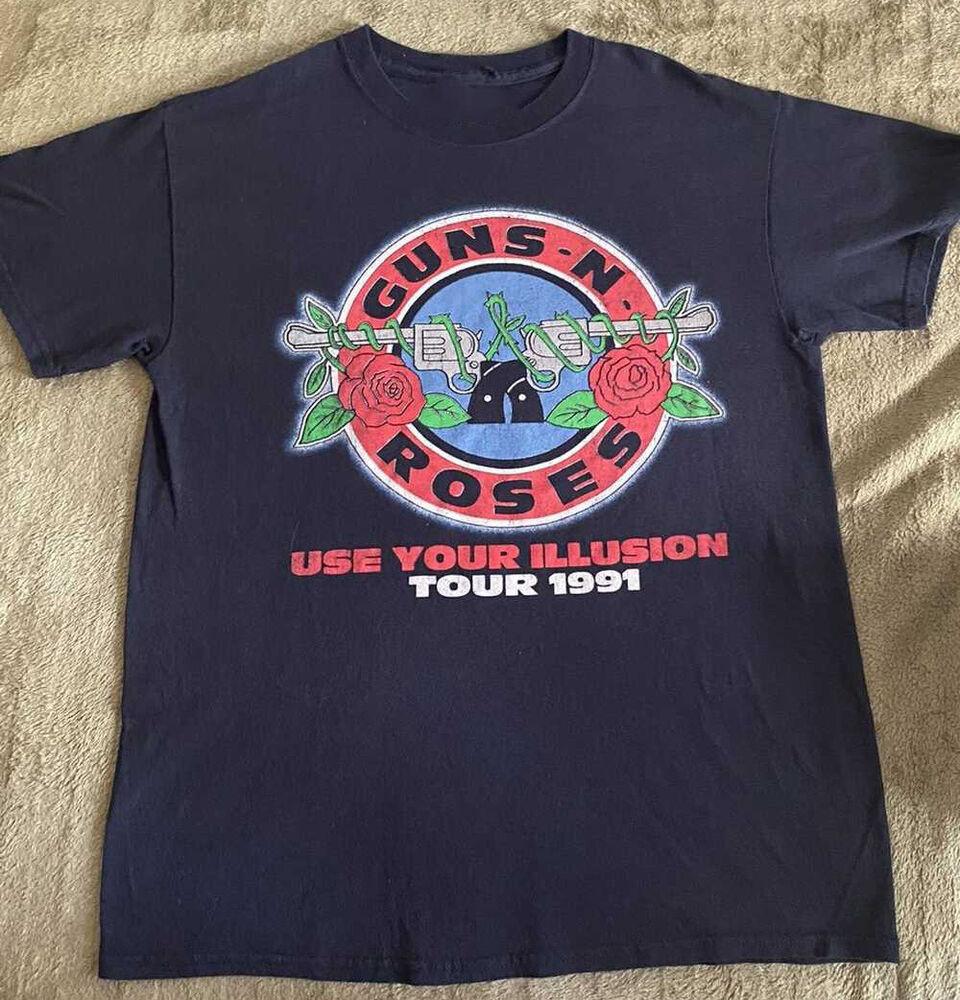 GUNS-N-
ROSES
USE YOUR ILLUSION
TOUR 1991